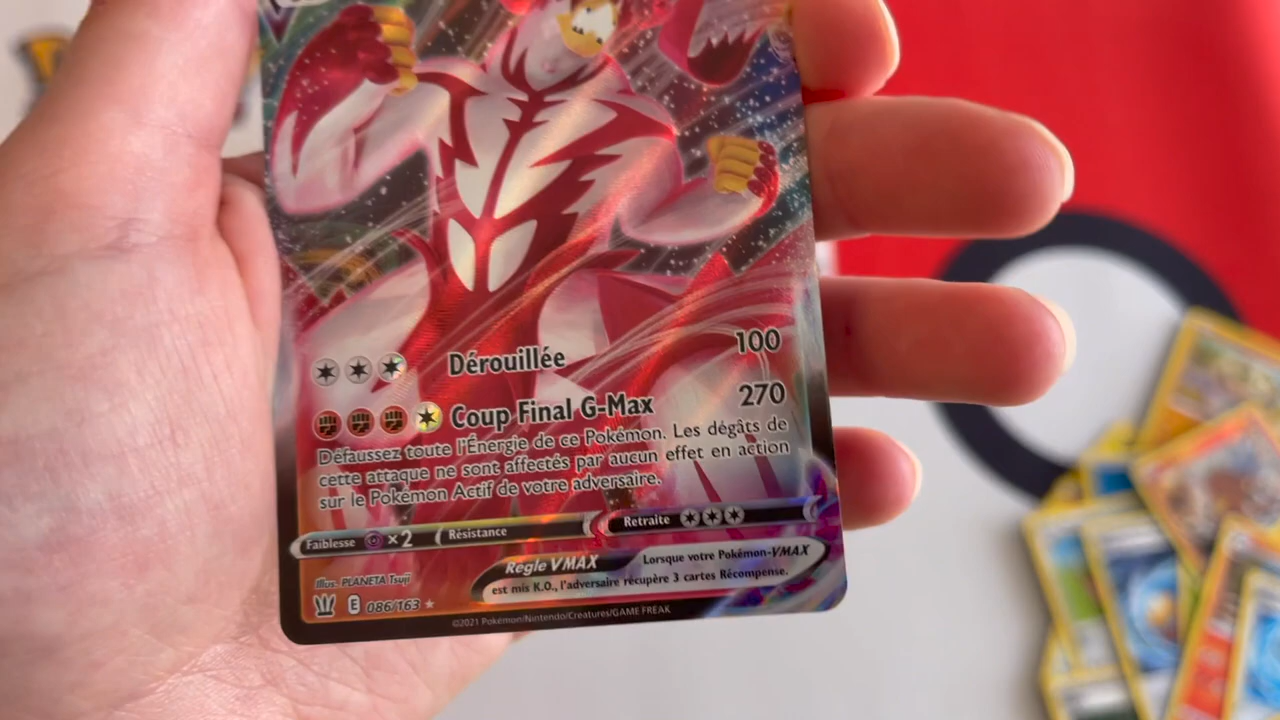 Dérouillée 100
Coup Final G-Max 270
Défaussez toute l'Énergie de ce Pokémon. Les dégâts de
cette attaque ne sont affectés par aucun effet en action
sur le Pokémon Actif de votre adversaire.
Faiblesse ×2 Résistance Retraite
Règle VMAX Lorsque votre Pokémon-VMAX
est mis K.O., l'adversaire récupère 3 cartes Récompense.
Illus. PLANETA Tsuji
E 086/163
©2021 Pokémon/Nintendo/Creatures/GAME FREAK